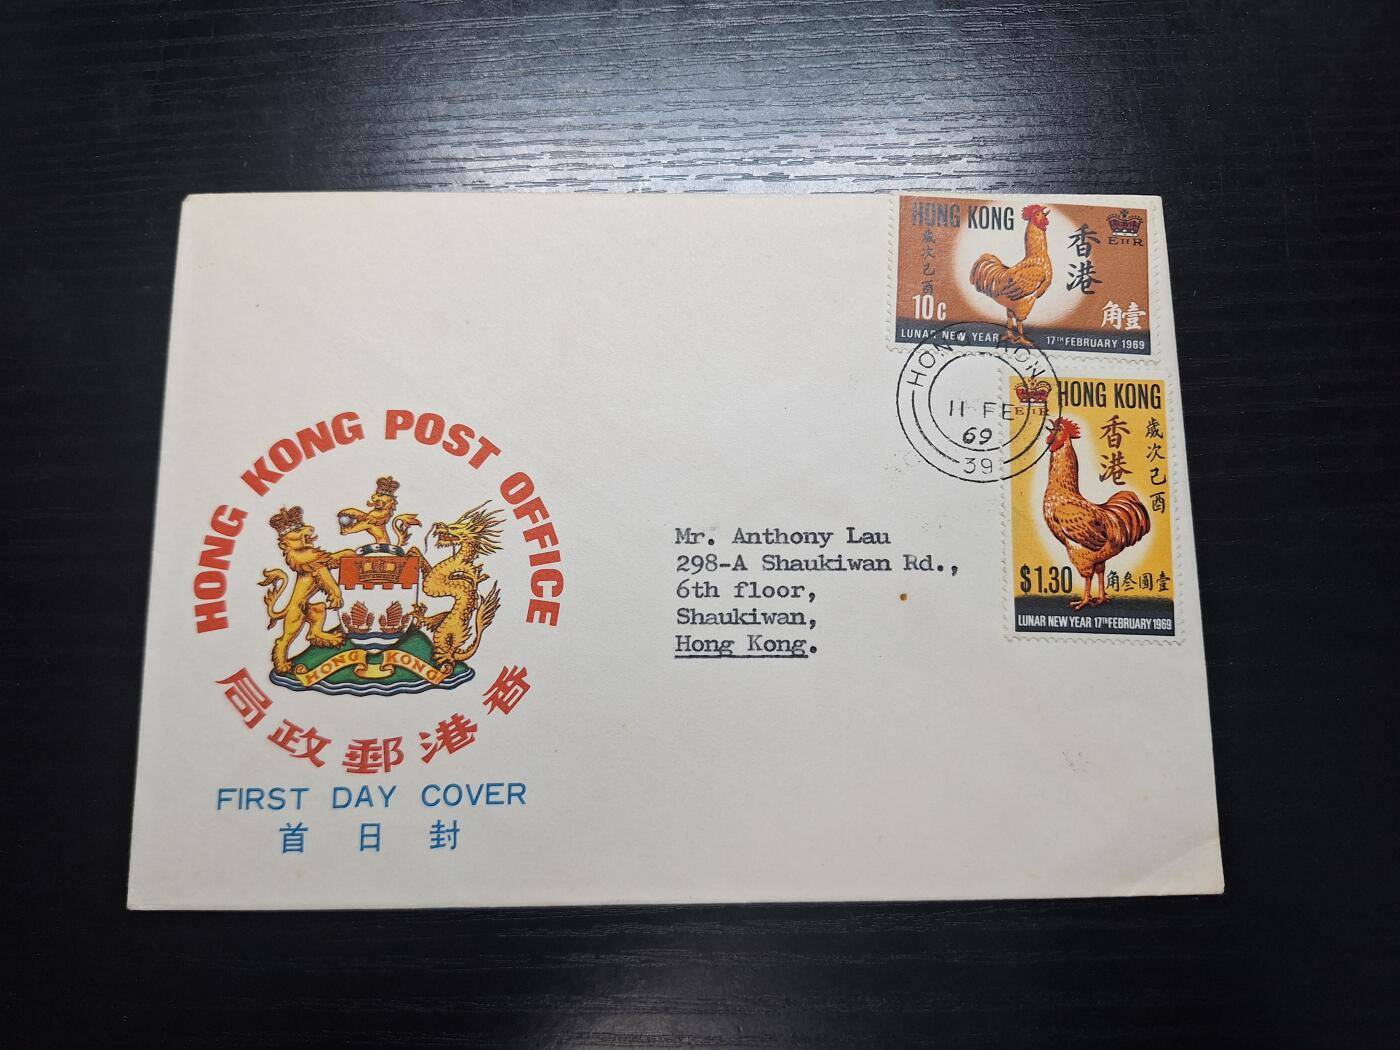 HONG KONG POST OFFICE
香港郵政局
FIRST DAY COVER
首日封
Mr. Anthony Lau
298-A Shaukiwan Rd.,
6th floor,
Shaukiwan,
Hong Kong.
HONG KONG
HONG KONG
歲次己酉
香港
E II R
10c
角壹
LUNAR NEW YEAR 17TH FEBRUARY 1969
HONG KON
11 FE
69
39
HONG KONG
E II R
香港
歲次己酉
$1.30
角叁圓壹
LUNAR NEW YEAR 17TH FEBRUARY 1969